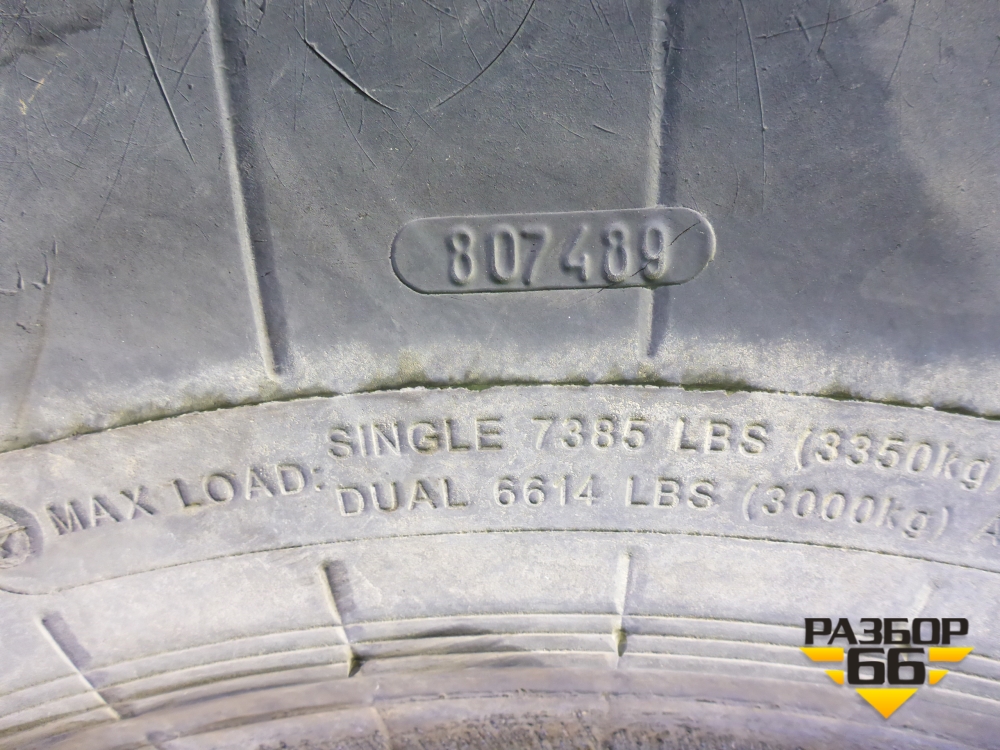 807489
MAX LOAD: SINGLE 7385 LBS (3350kg)
DUAL 6614 LBS (3000kg)
РАЗБОР
66